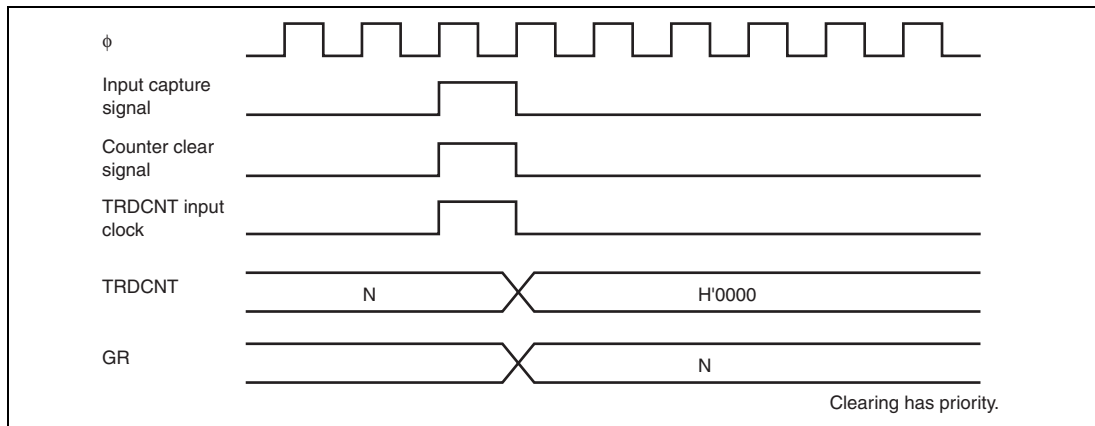 ϕ
Input capture
signal
Counter clear
signal
TRDCNT input
clock
TRDCNT
N
H'0000
GR
N
Clearing has priority.